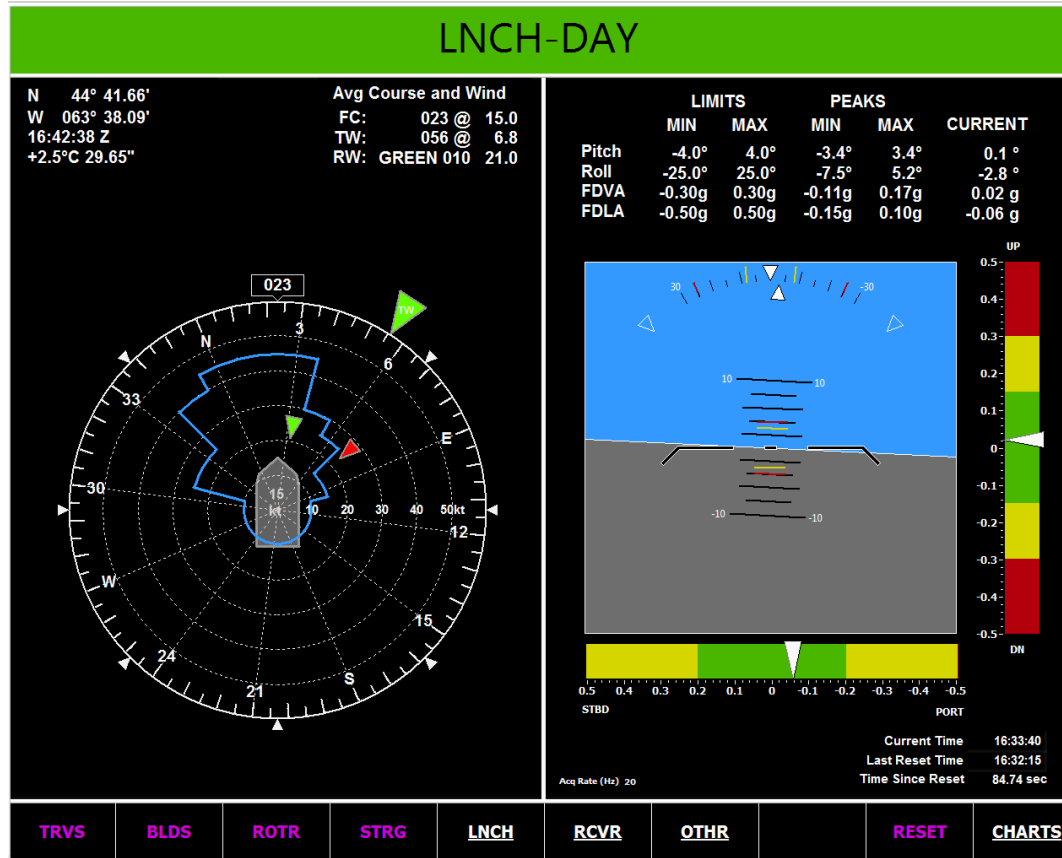 LNCH-DAY
N 44° 41.66'
W 063° 38.09'
16:42:38 Z
+2.5°C 29.65"
Avg Course and Wind
FC: 023 @ 15.0
TW: 056 @ 6.8
RW: GREEN 010 21.0
023
TW
3
N
6
33
E
30
15
kt
10 20 30 40 50kt
12
W
15
24
S
21
LIMITS PEAKS
MIN MAX MIN MAX CURRENT
Pitch -4.0° 4.0° -3.4° 3.4° 0.1 °
Roll -25.0° 25.0° -7.5° 5.2° -2.8 °
FDVA -0.30g 0.30g -0.11g 0.17g 0.02 g
FDLA -0.50g 0.50g -0.15g 0.10g -0.06 g
30 -30
10 10
-10 -10
UP
0.5
0.4
0.3
0.2
0.1
0
-0.1
-0.2
-0.3
-0.4
-0.5
DN
0.5 0.4 0.3 0.2 0.1 0 -0.1 -0.2 -0.3 -0.4 -0.5
STBD PORT
Current Time 16:33:40
Last Reset Time 16:32:15
Acq Rate (Hz) 20 Time Since Reset 84.74 sec
TRVS BLDS ROTR STRG LNCH RCVR OTHR RESET CHARTS